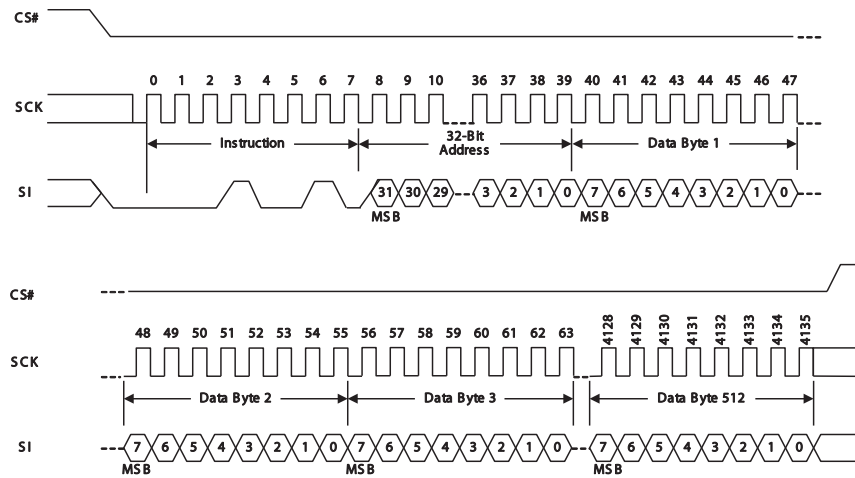 CS#
0 1 2 3 4 5 6 7 8 9 10 36 37 38 39 40 41 42 43 44 45 46 47
SCK
Instruction 32-Bit Address Data Byte 1
SI 31 30 29 3 2 1 0 7 6 5 4 3 2 1 0
MSB MSB
CS#
48 49 50 51 52 53 54 55 56 57 58 59 60 61 62 63 4128 4129 4130 4131 4132 4133 4134 4135
SCK
Data Byte 2 Data Byte 3 Data Byte 512
SI 7 6 5 4 3 2 1 0 7 6 5 4 3 2 1 0 7 6 5 4 3 2 1 0
MSB MSB MSB